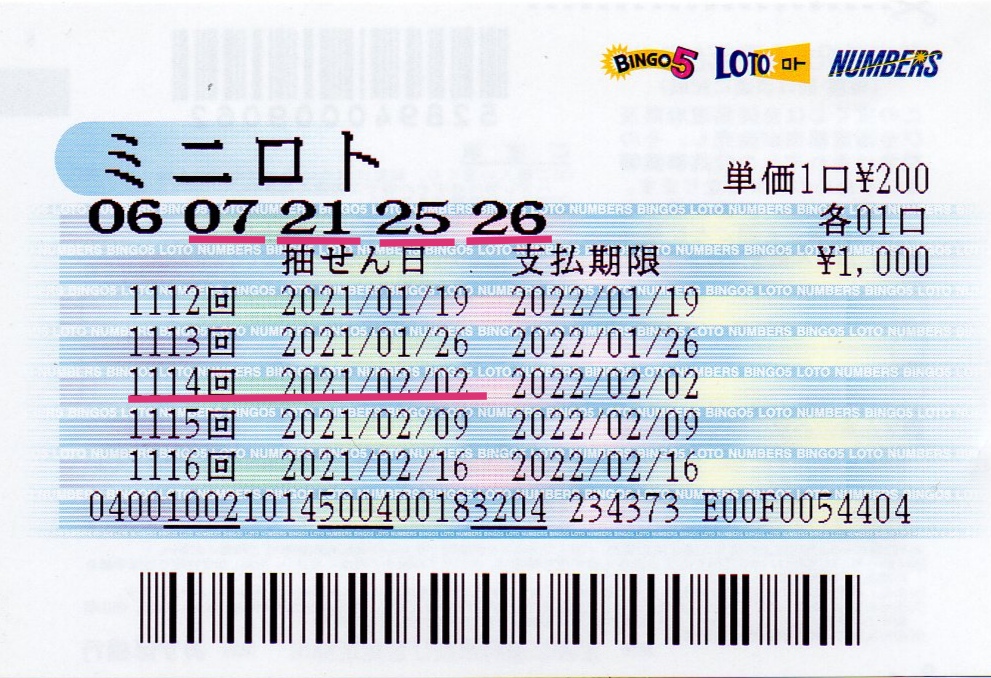 BINGO5 LOTO ロト NUMBERS
ミニロト
単価1口¥200
06 07 21 25 26
各01口
抽せん日 支払期限 ¥1,000
1112回 2021/01/19 2022/01/19
1113回 2021/01/26 2022/01/26
1114回 2021/02/02 2022/02/02
1115回 2021/02/09 2022/02/09
1116回 2021/02/16 2022/02/16
040010021014500400183204 234373 E00F0054404